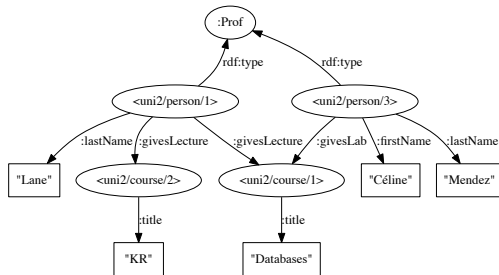 :Prof
rdf:type rdf:type
<uni2/person/1> <uni2/person/3>
:lastName :givesLecture :givesLecture :givesLab :firstName :lastName
"Lane" <uni2/course/2> <uni2/course/1> "Céline" "Mendez"
:title :title
"KR" "Databases"